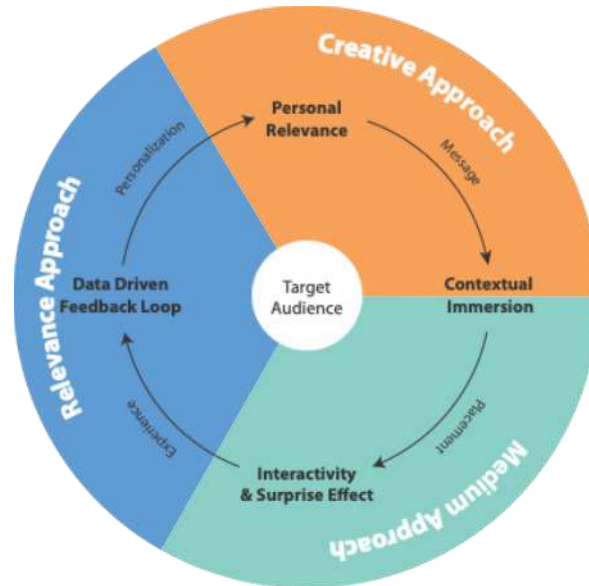 Creative Approach
Personal
Relevance
Personalization
Message
Relevance Approach
Data Driven
Feedback Loop
Target
Audience
Contextual
Immersion
Experience
Placement
Interactivity
& Surprise Effect
Medium Approach